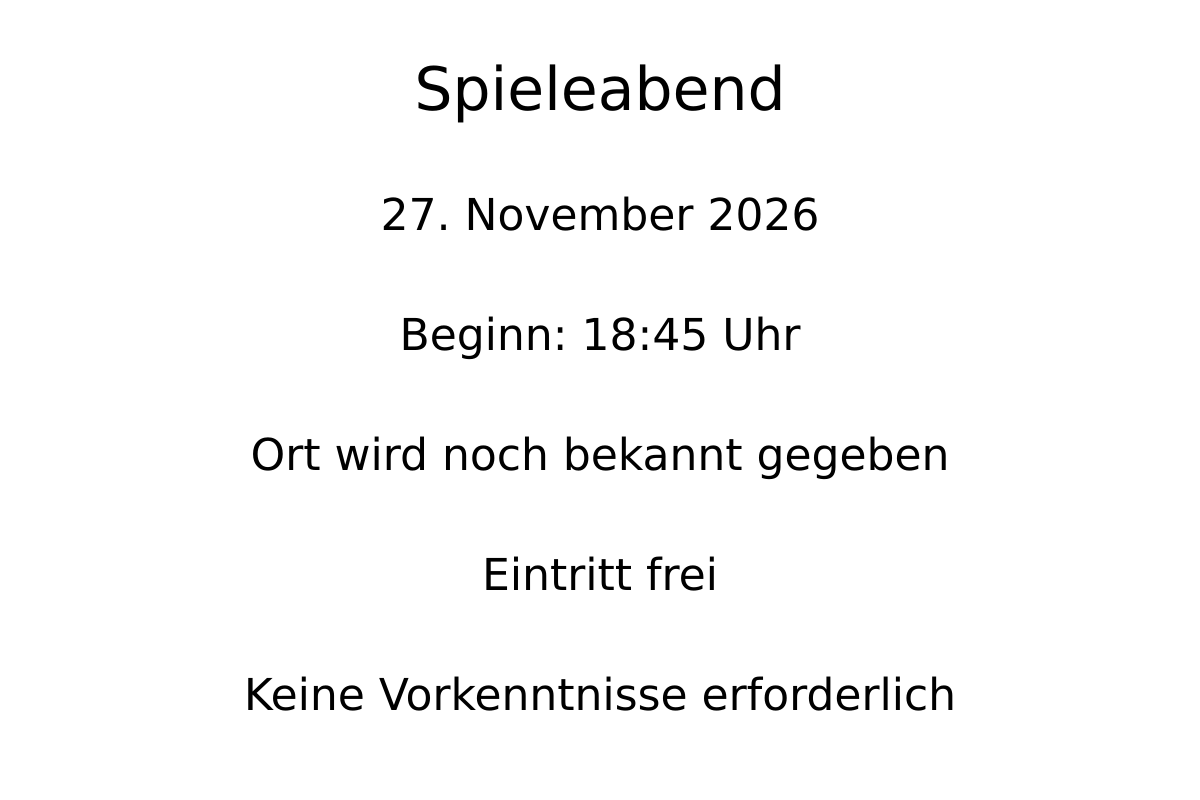 Spieleabend
27. November 2026
Beginn: 18:45 Uhr
Ort wird noch bekannt gegeben
Eintritt frei
Keine Vorkenntnisse erforderlich